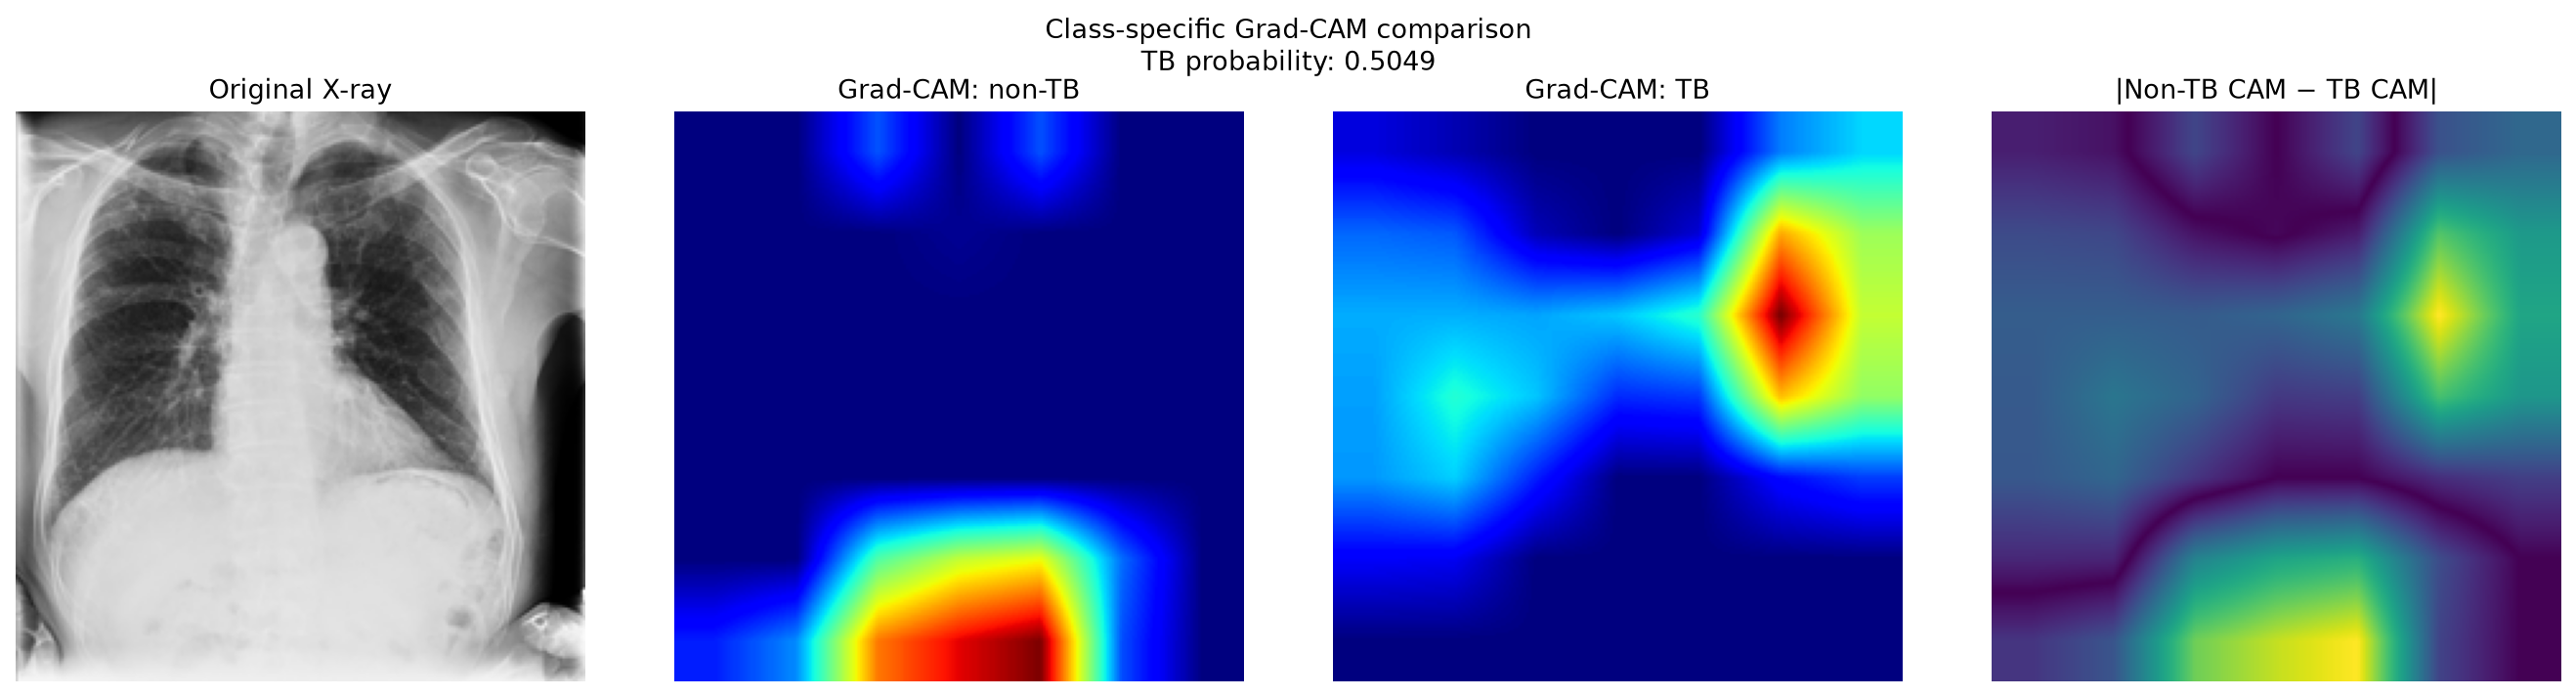 Class-specific Grad-CAM comparison
TB probability: 0.5049
Original X-ray
Grad-CAM: non-TB
Grad-CAM: TB
|Non-TB CAM − TB CAM|